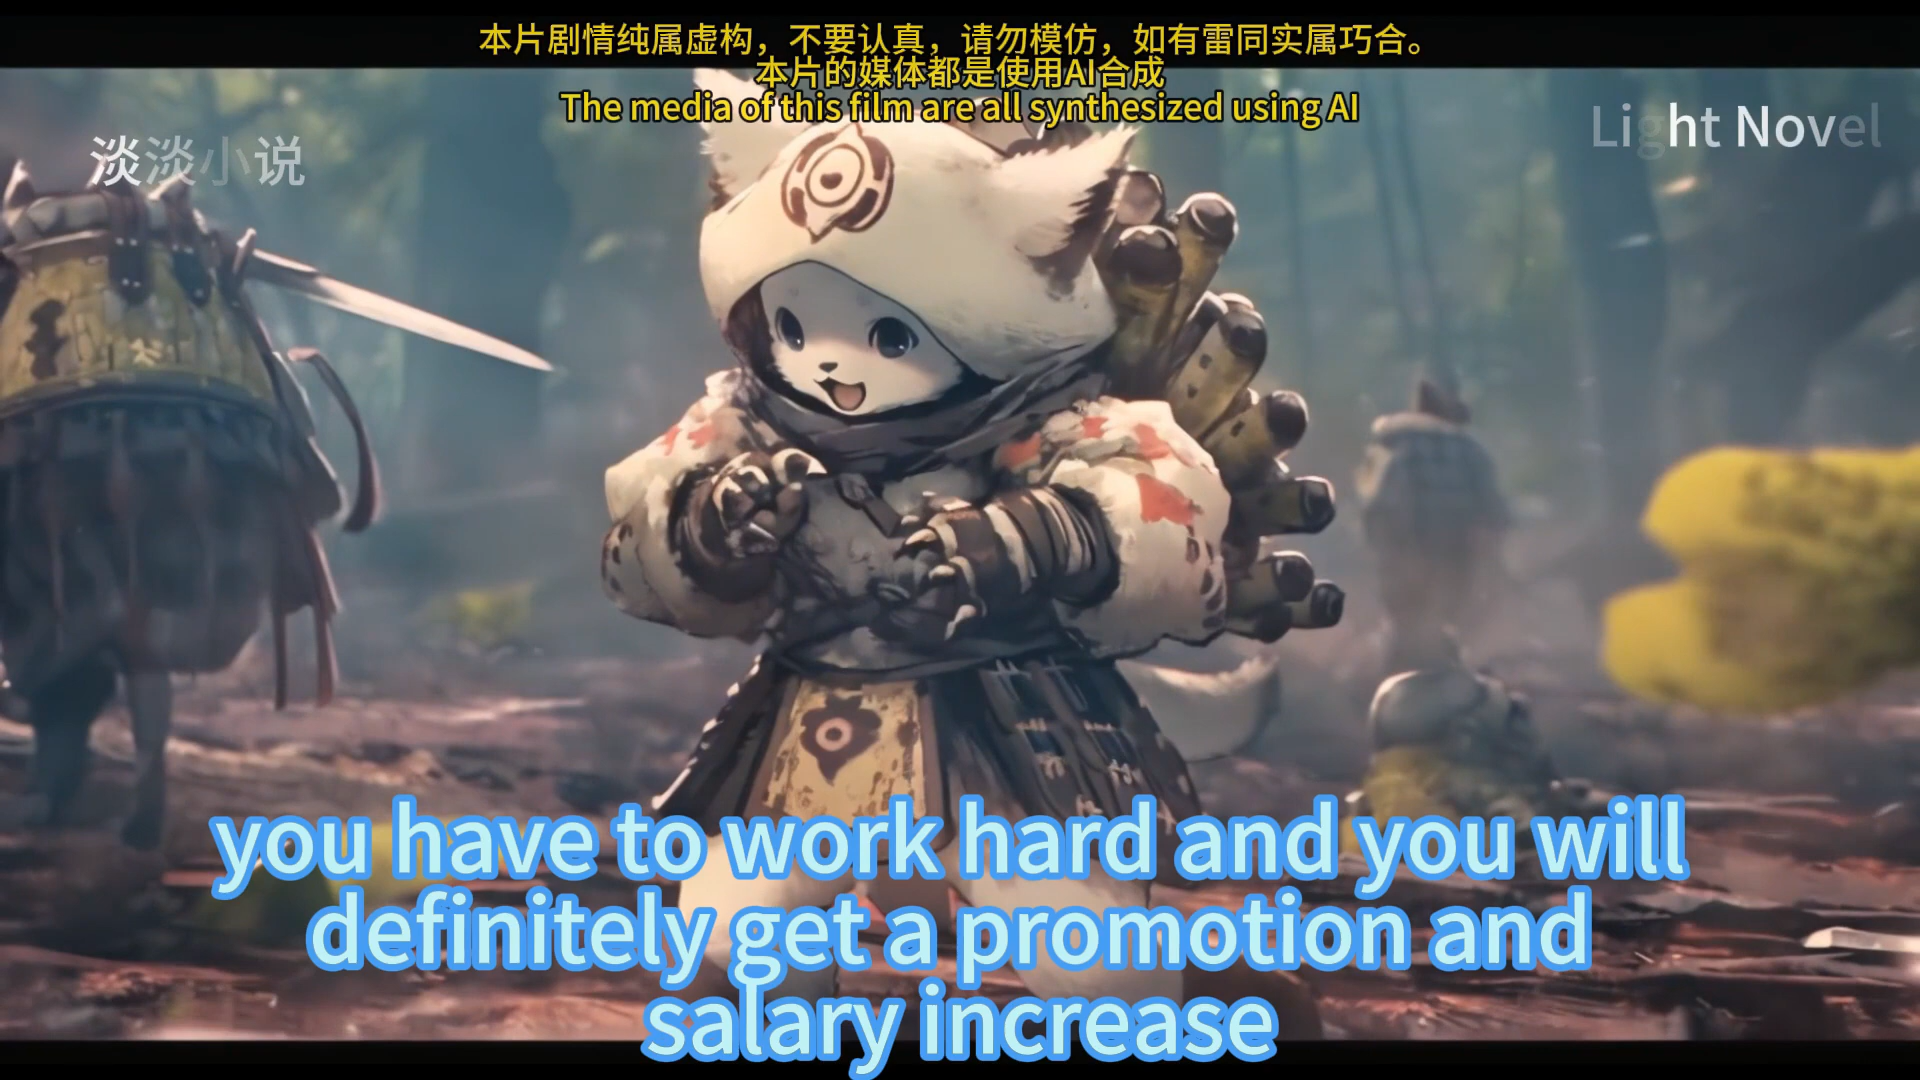 本片剧情纯属虚构，不要认真，请勿模仿，如有雷同实属巧合。
本片的媒体都是使用AI合成
The media of this film are all synthesized using AI
淡淡小说
Light Novel
you have to work hard and you will
definitely get a promotion and
salary increase